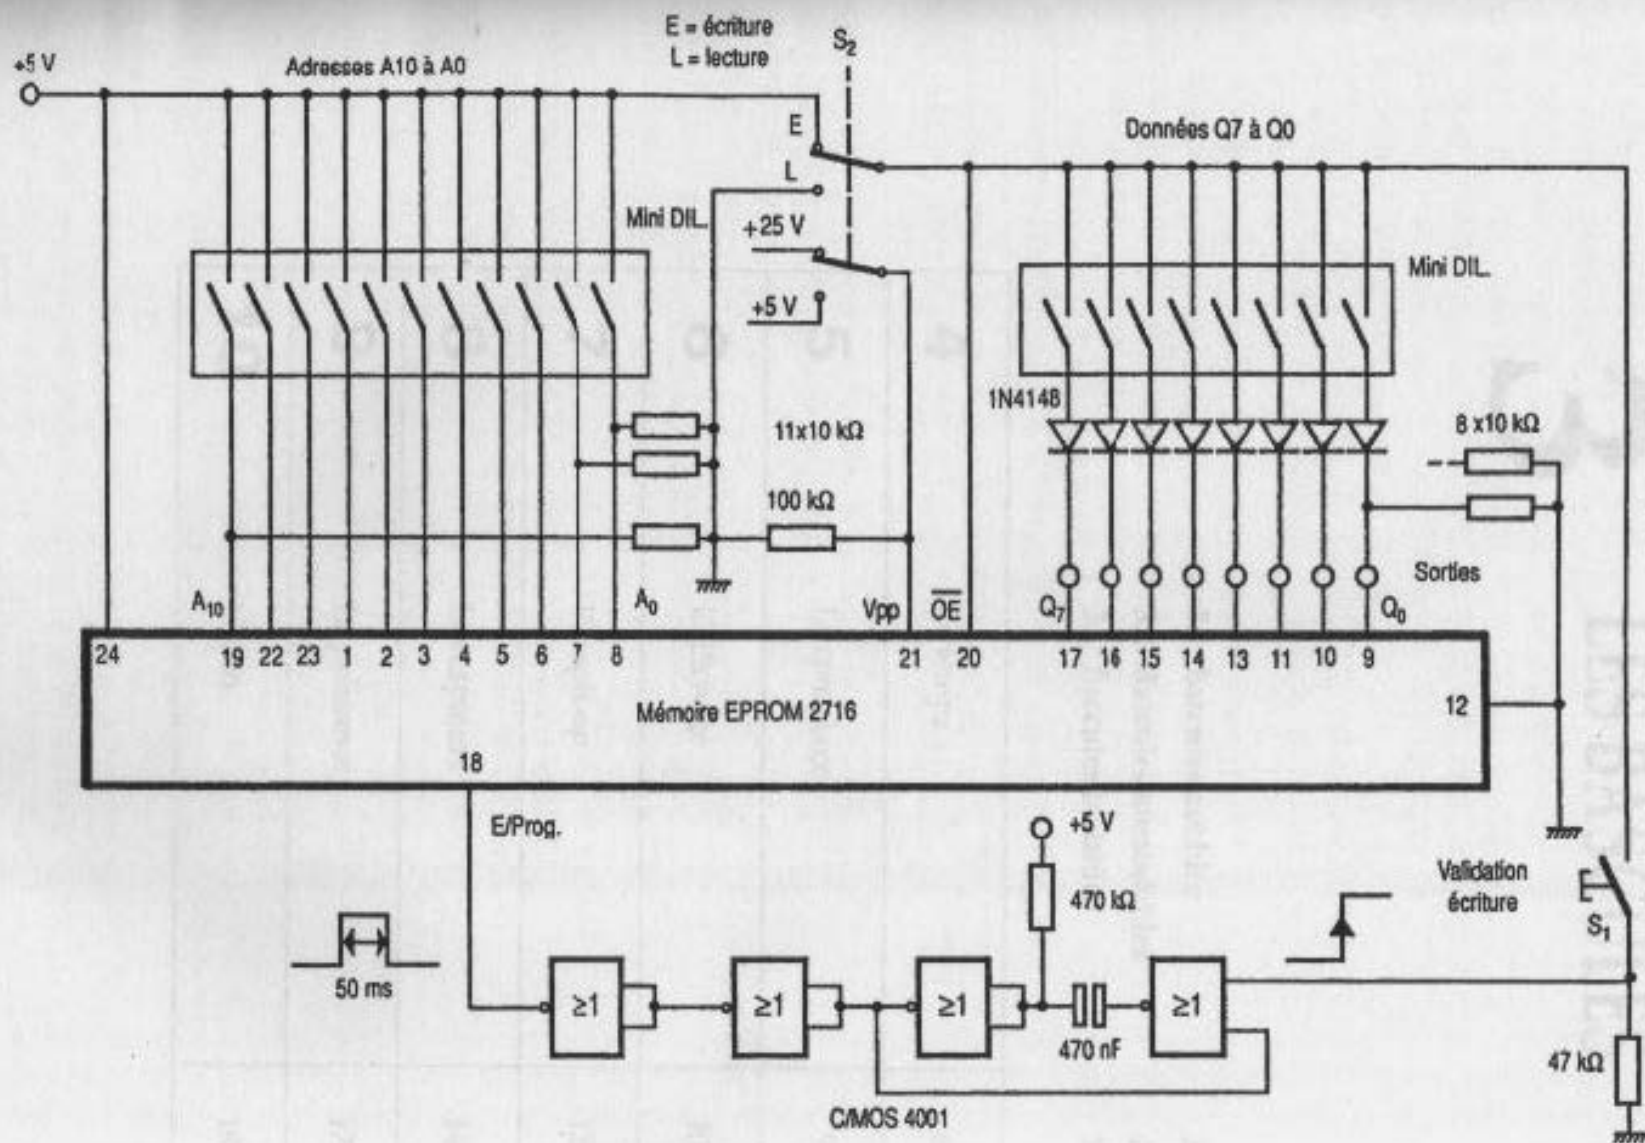 E = écriture
L = lecture
S2
+5 V
Adresses A10 à A0
E
Données Q7 à Q0
L
Mini DIL.
+25 V
Mini DIL.
+5 V
1N4148
11x10 kΩ
8 x10 kΩ
100 kΩ
Sorties
A10
A0
Vpp
OE
Q7
Q0
24 19 22 23 1 2 3 4 5 6 7 8 21 20 17 16 15 14 13 11 10 9
Mémoire EPROM 2716
12
18
E/Prog.
+5 V
Validation
écriture
470 kΩ
S1
50 ms
≥1 ≥1 ≥1 ≥1
470 nF
47 kΩ
C/MOS 4001